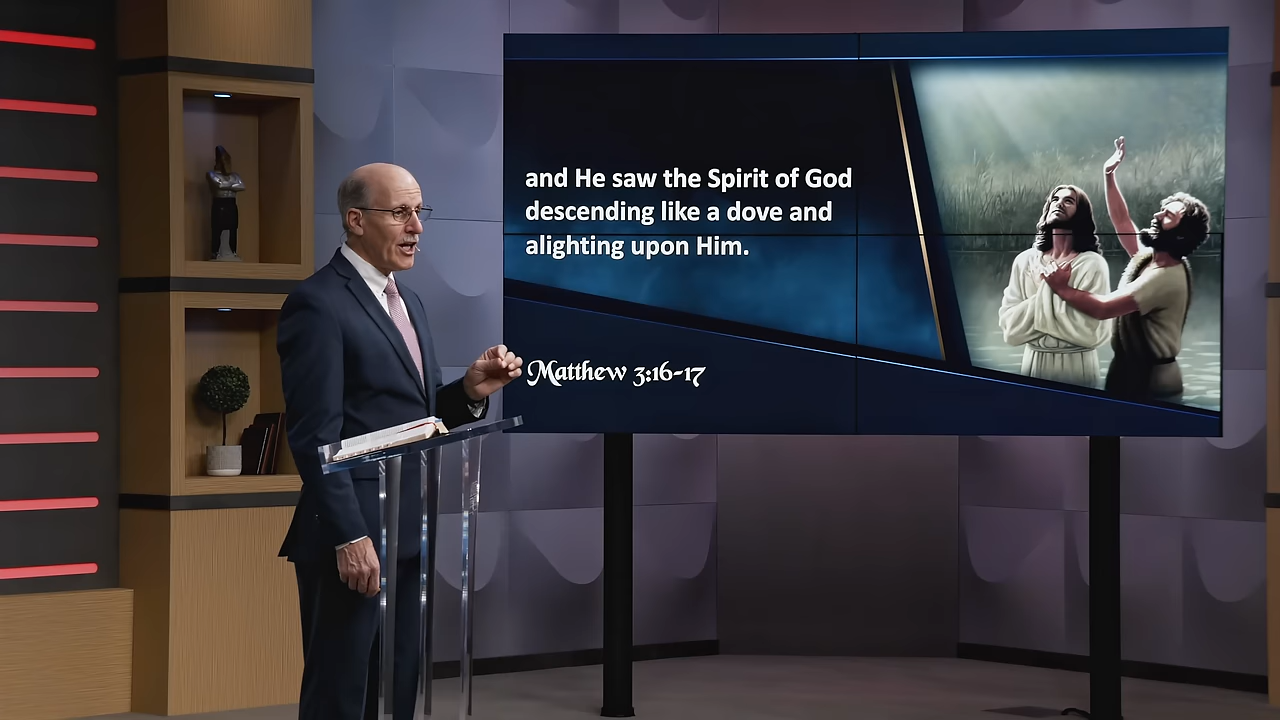 and He saw the Spirit of God
descending like a dove and
alighting upon Him.
Matthew 3:16-17